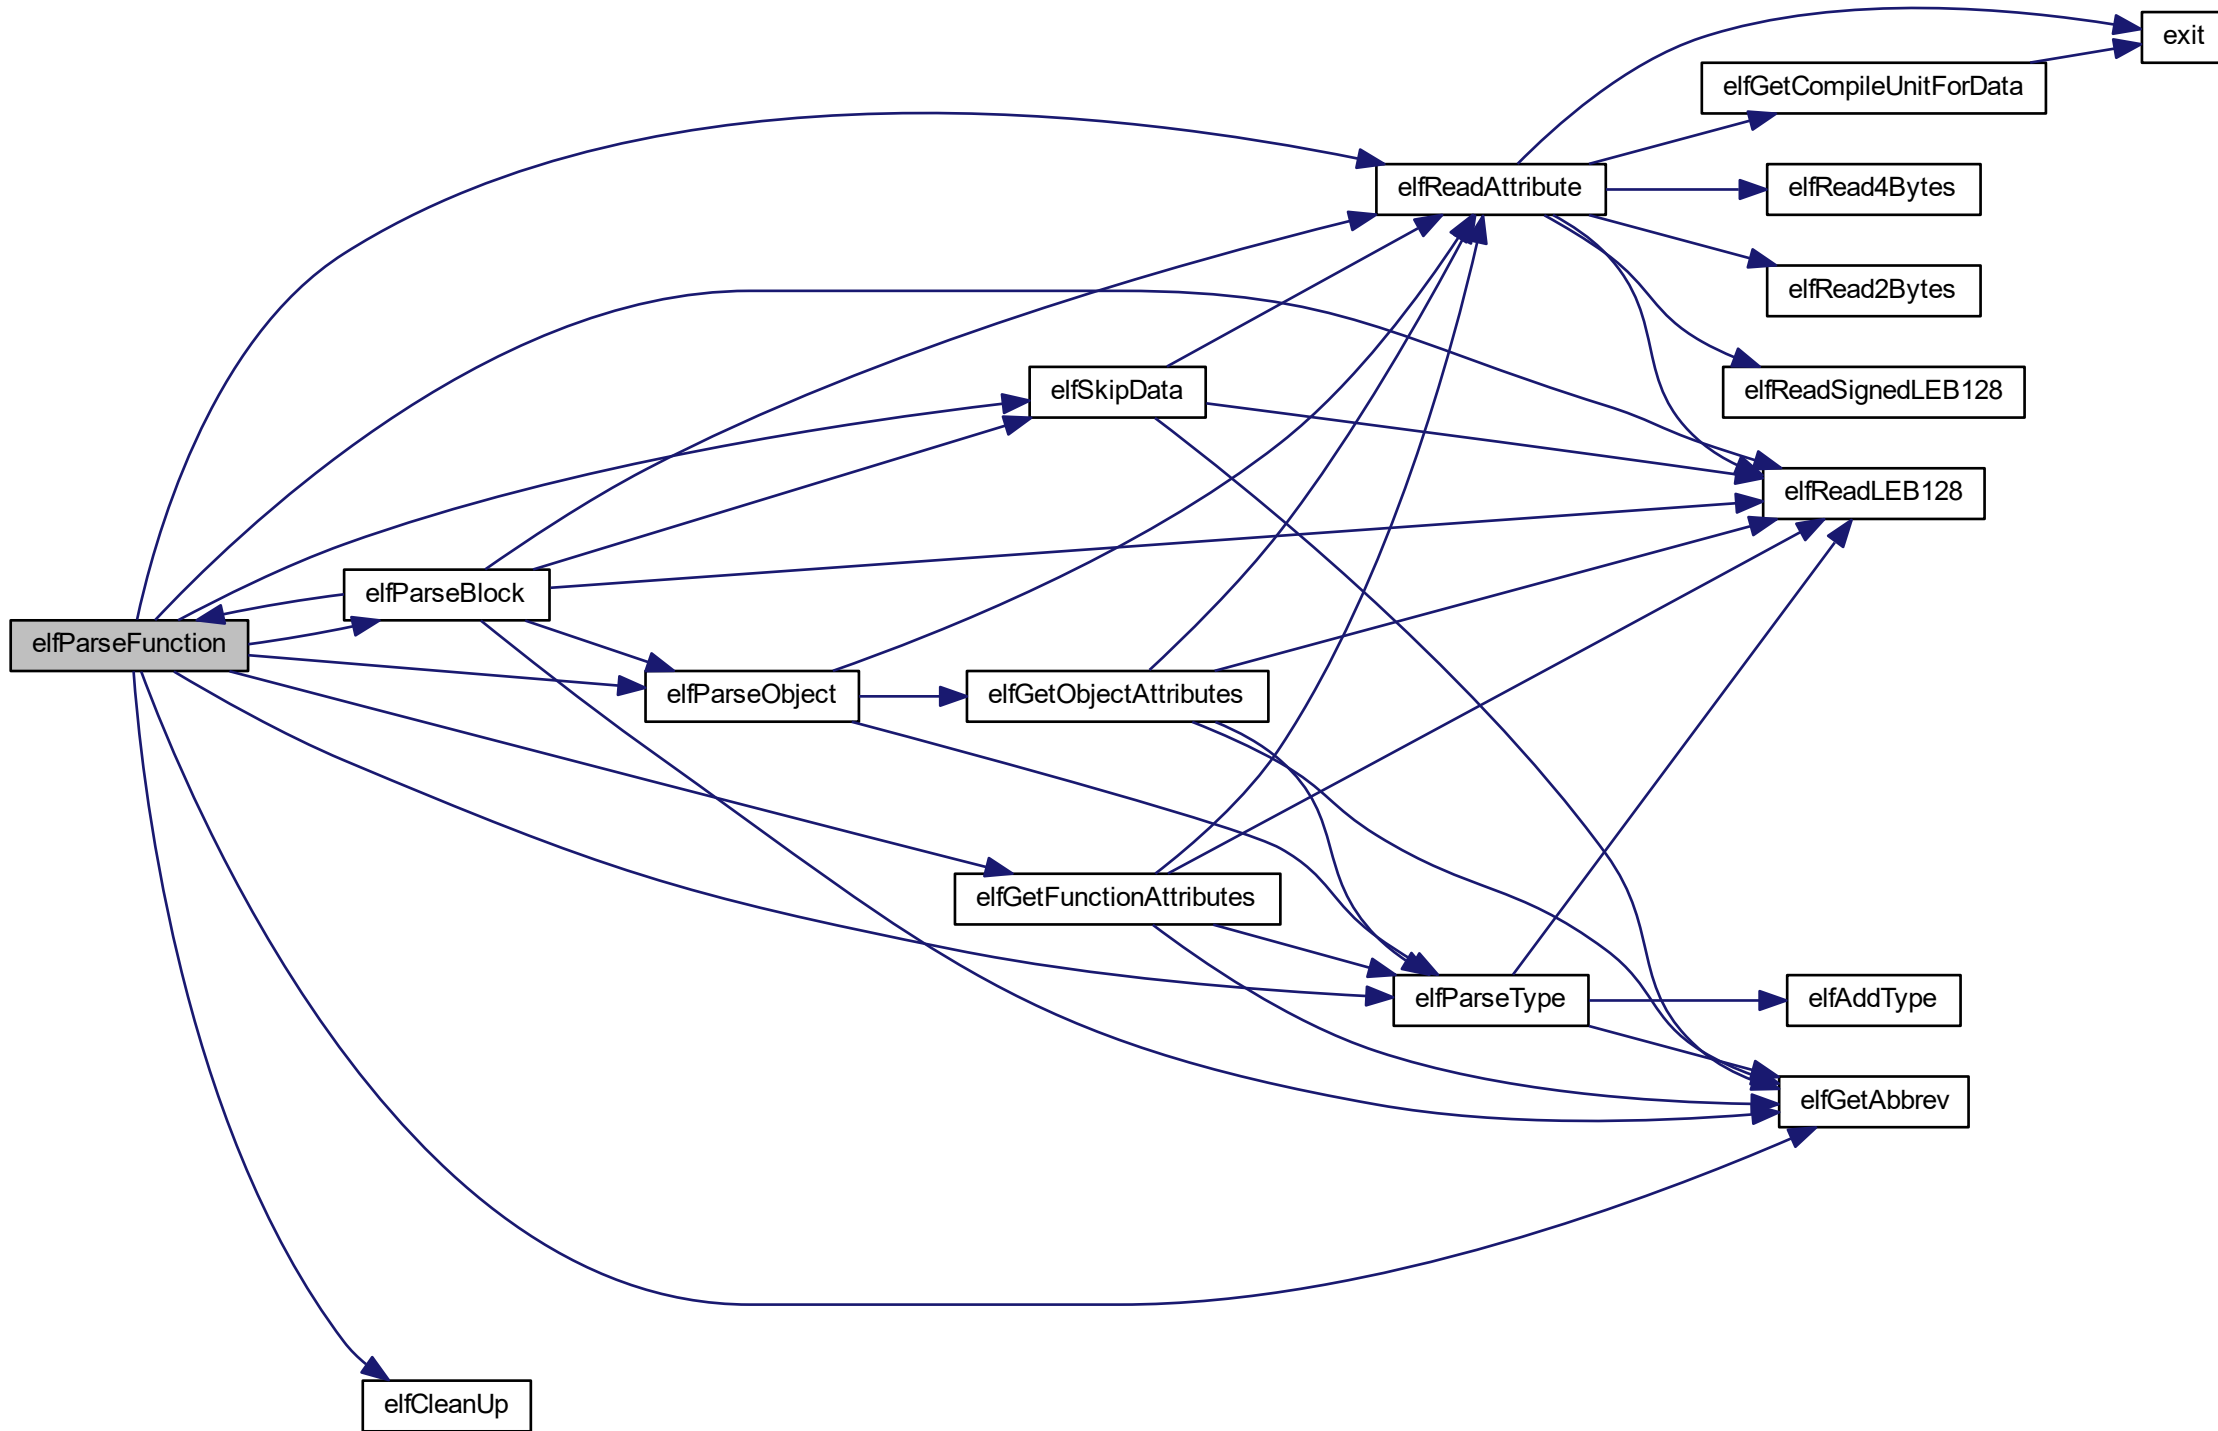 exit
elfGetCompileUnitForData
elfReadAttribute
elfRead4Bytes
elfRead2Bytes
elfSkipData
elfReadSignedLEB128
elfReadLEB128
elfParseBlock
elfParseFunction
elfParseObject
elfGetObjectAttributes
elfGetFunctionAttributes
elfParseType
elfAddType
elfGetAbbrev
elfCleanUp